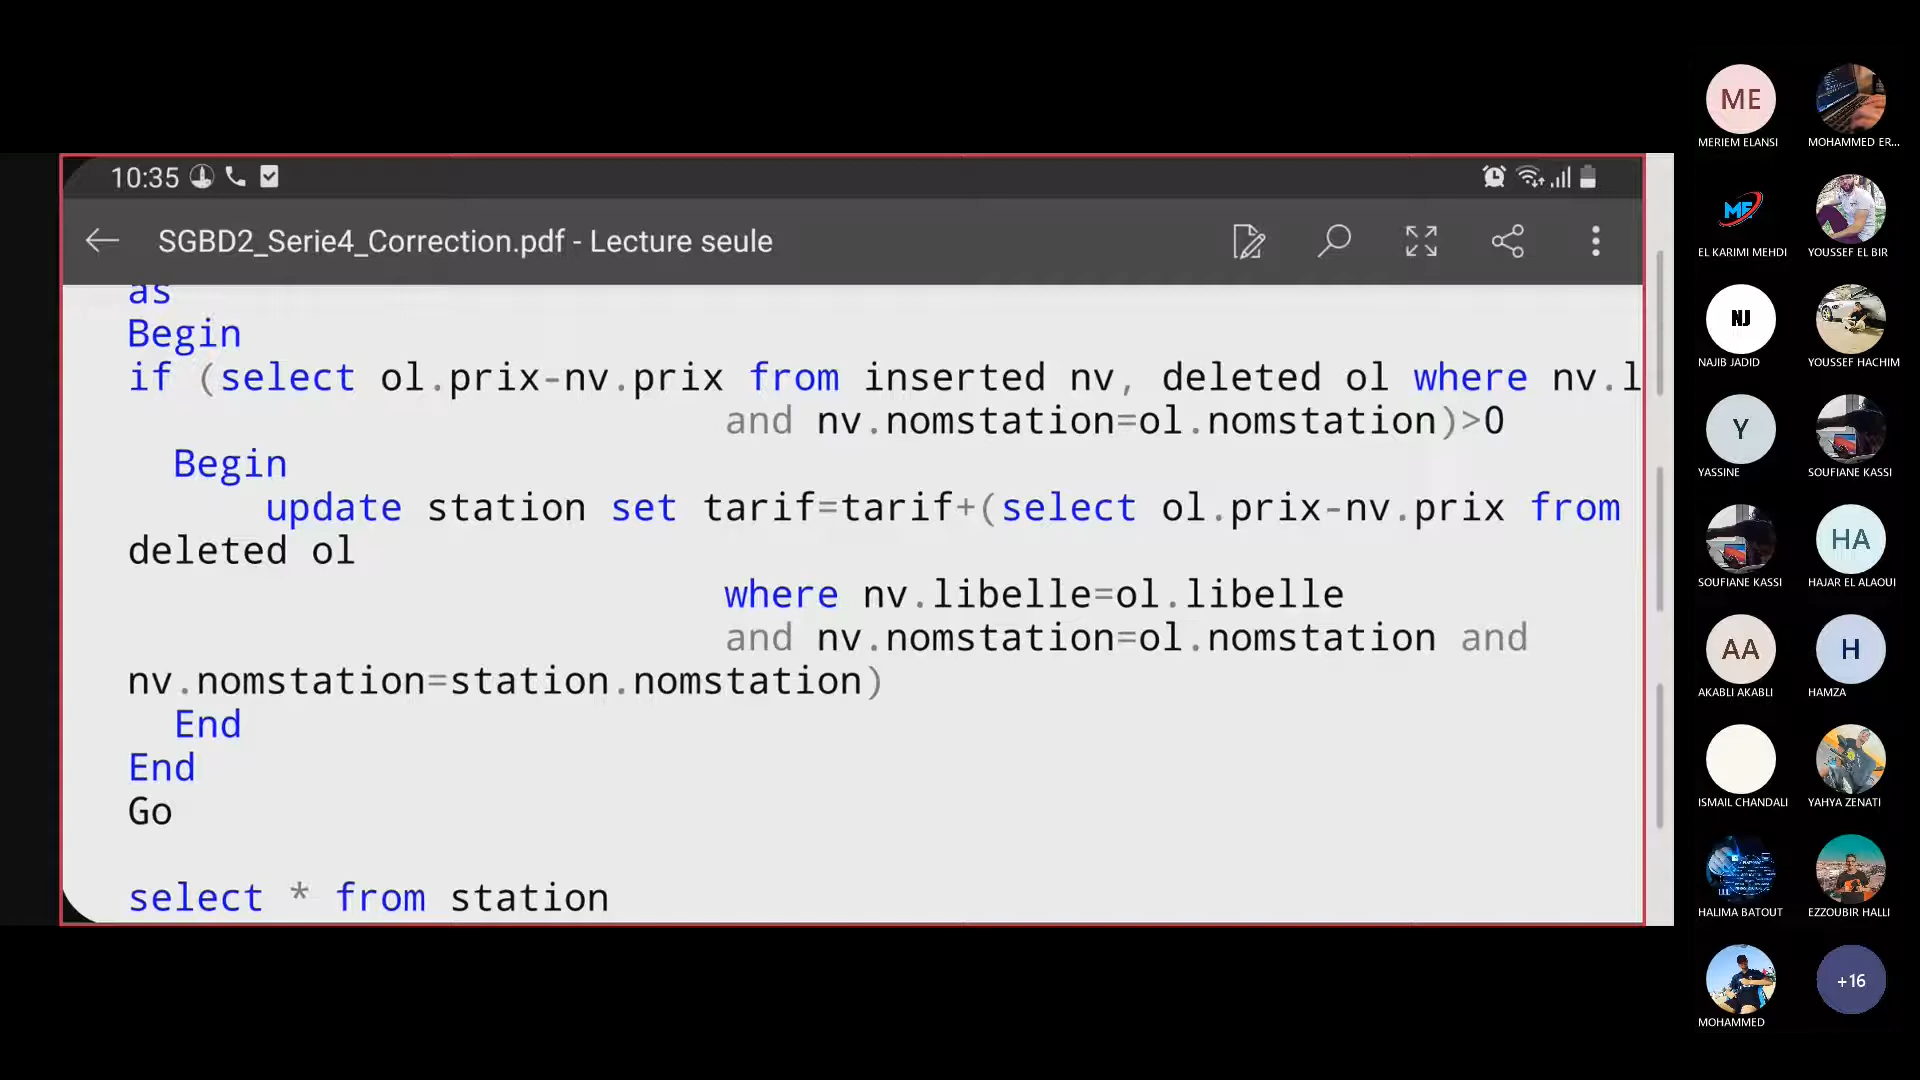 10:35
SGBD2_Serie4_Correction.pdf - Lecture seule
as
Begin
if (select ol.prix-nv.prix from inserted nv, deleted ol where nv.l
and nv.nomstation=ol.nomstation)>0
Begin
update station set tarif=tarif+(select ol.prix-nv.prix from
deleted ol
where nv.libelle=ol.libelle
and nv.nomstation=ol.nomstation and
nv.nomstation=station.nomstation)
End
End
Go
select * from station
ME
MERIEM ELANSI
MOHAMMED ER...
ME
EL KARIMI MEHDI
YOUSSEF EL BIR
NJ
NAJIB JADID
YOUSSEF HACHIM
Y
YASSINE
SOUFIANE KASSI
SOUFIANE KASSI
HA
HAJAR EL ALAOUI
AA
AKABLI AKABLI
H
HAMZA
ISMAIL CHANDALI
YAHYA ZENATI
HALIMA BATOUT
EZZOUBIR HALLI
MOHAMMED
+16